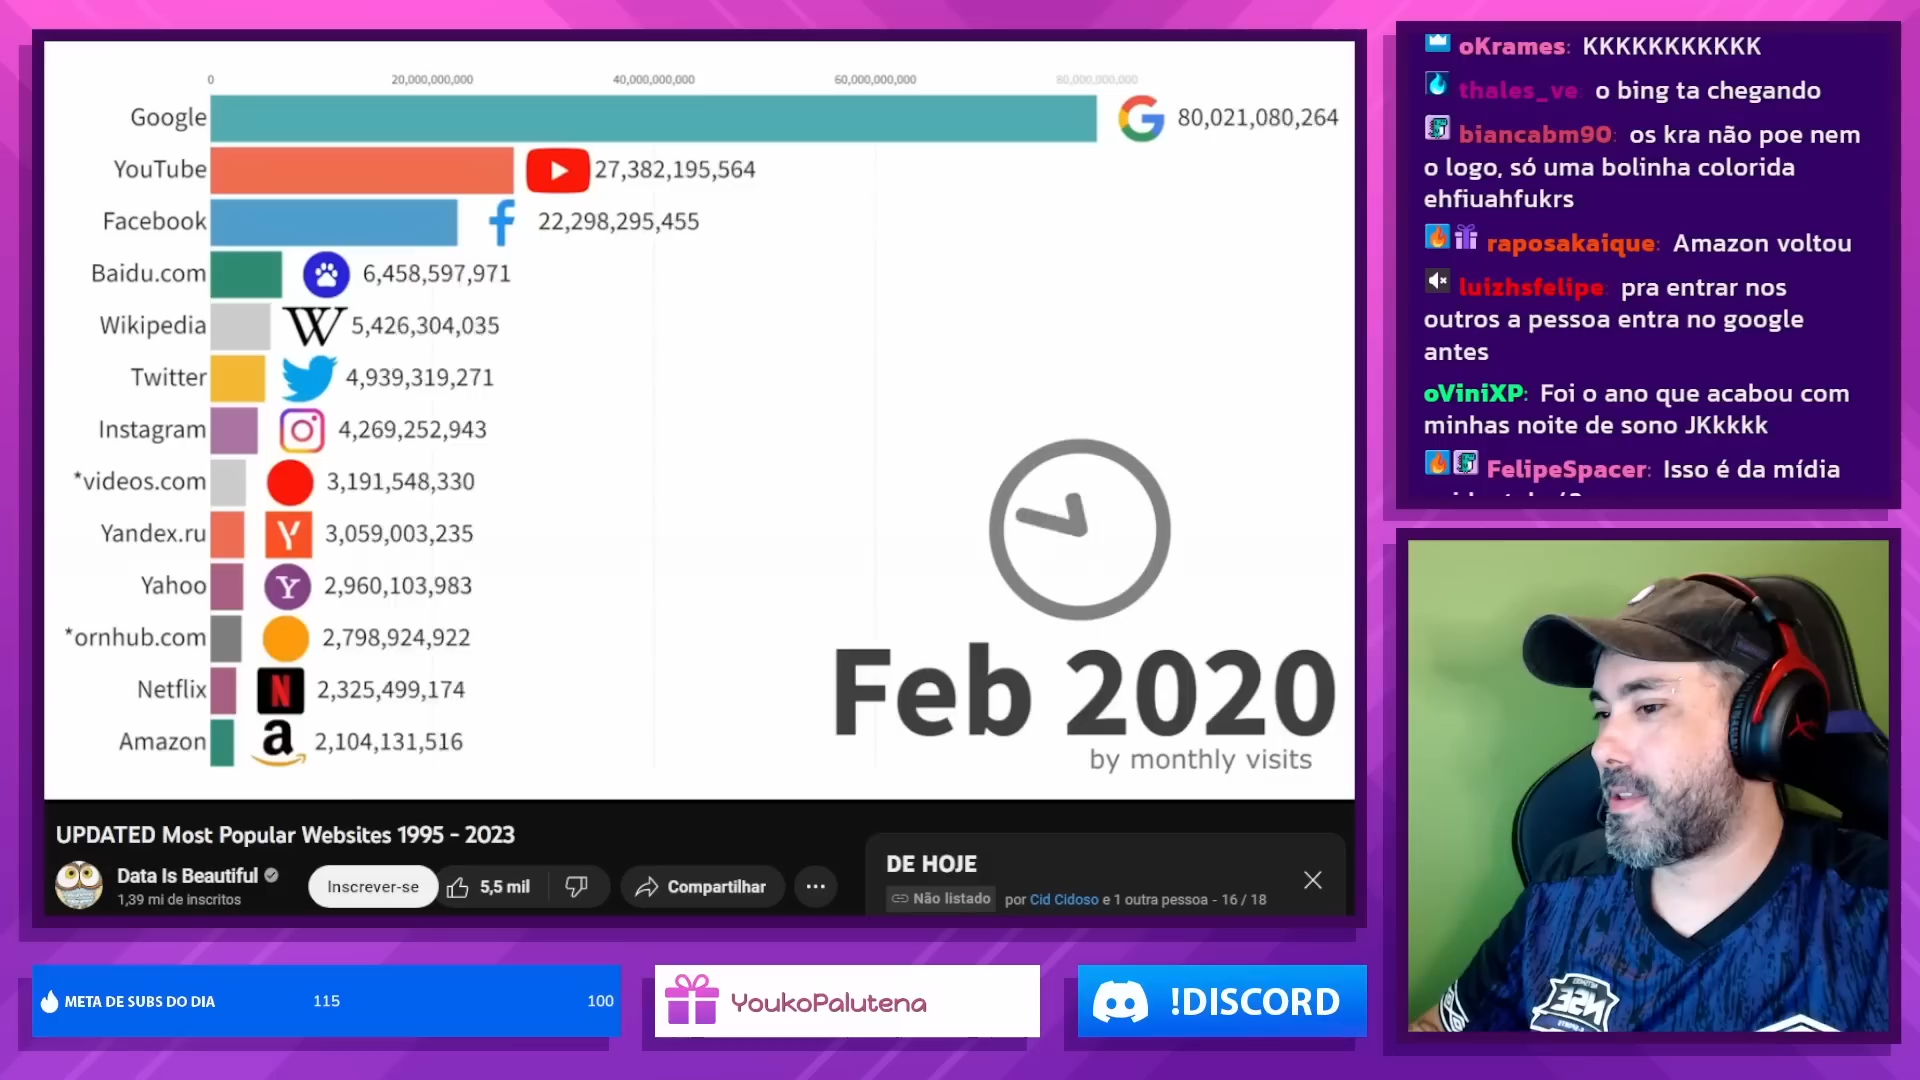 0 20,000,000,000 40,000,000,000 60,000,000,000 80,000,000,000
Google 80,021,080,264
YouTube 27,382,195,564
Facebook f 22,298,295,455
Baidu.com 6,458,597,971
Wikipedia W 5,426,304,035
Twitter 4,939,319,271
Instagram 4,269,252,943
*videos.com 3,191,548,330
Yandex.ru Y 3,059,003,235
Yahoo Y 2,960,103,983
*ornhub.com 2,798,924,922
Netflix N 2,325,499,174
Amazon a 2,104,131,516
Feb 2020
by monthly visits
UPDATED Most Popular Websites 1995 - 2023
Data Is Beautiful
1,39 mi de inscritos
Inscrever-se
5,5 mil
Compartilhar
DE HOJE
Não listado por Cid Cidoso e 1 outra pessoa - 16 / 18
oKrames: KKKKKKKKKKK
thales_ve: o bing ta chegando
biancabm90: os kra não poe nem
o logo, só uma bolinha colorida
ehfiuahfukrs
raposakaique: Amazon voltou
luizhsfelipe: pra entrar nos
outros a pessoa entra no google
antes
oViniXP: Foi o ano que acabou com
minhas noite de sono JKkkkk
FelipeSpacer: Isso é da mídia
META DE SUBS DO DIA 115 100
YoukoPalutena
!DISCORD